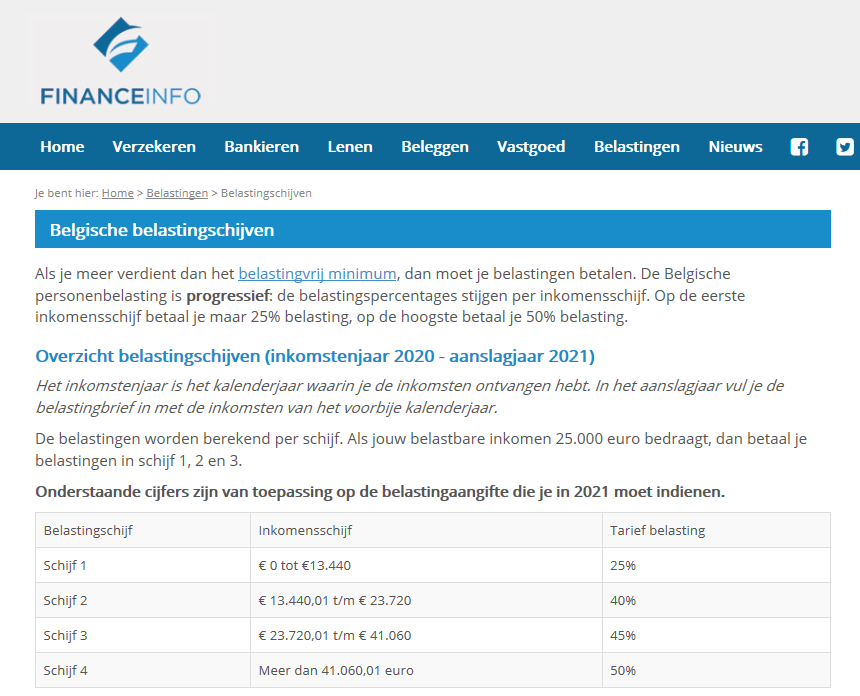 FINANCEINFO
Home Verzekeren Bankieren Lenen Beleggen Vastgoed Belastingen Nieuws
Je bent hier: Home > Belastingen > Belastingschijven
Belgische belastingschijven
Als je meer verdient dan het belastingvrij minimum, dan moet je belastingen betalen. De Belgische
personenbelasting is progressief: de belastingspercentages stijgen per inkomensschijf. Op de eerste
inkomensschijf betaal je maar 25% belasting, op de hoogste betaal je 50% belasting.
Overzicht belastingschijven (inkomstenjaar 2020 - aanslagjaar 2021)
Het inkomstenjaar is het kalenderjaar waarin je de inkomsten ontvangen hebt. In het aanslagjaar vul je de
belastingbrief in met de inkomsten van het voorbije kalenderjaar.
De belastingen worden berekend per schijf. Als jouw belastbare inkomen 25.000 euro bedraagt, dan betaal je
belastingen in schijf 1, 2 en 3.
Onderstaande cijfers zijn van toepassing op de belastingaangifte die je in 2021 moet indienen.
Belastingschijf Inkomensschijf Tarief belasting
Schijf 1 € 0 tot €13.440 25%
Schijf 2 € 13.440,01 t/m € 23.720 40%
Schijf 3 € 23.720,01 t/m € 41.060 45%
Schijf 4 Meer dan 41.060,01 euro 50%